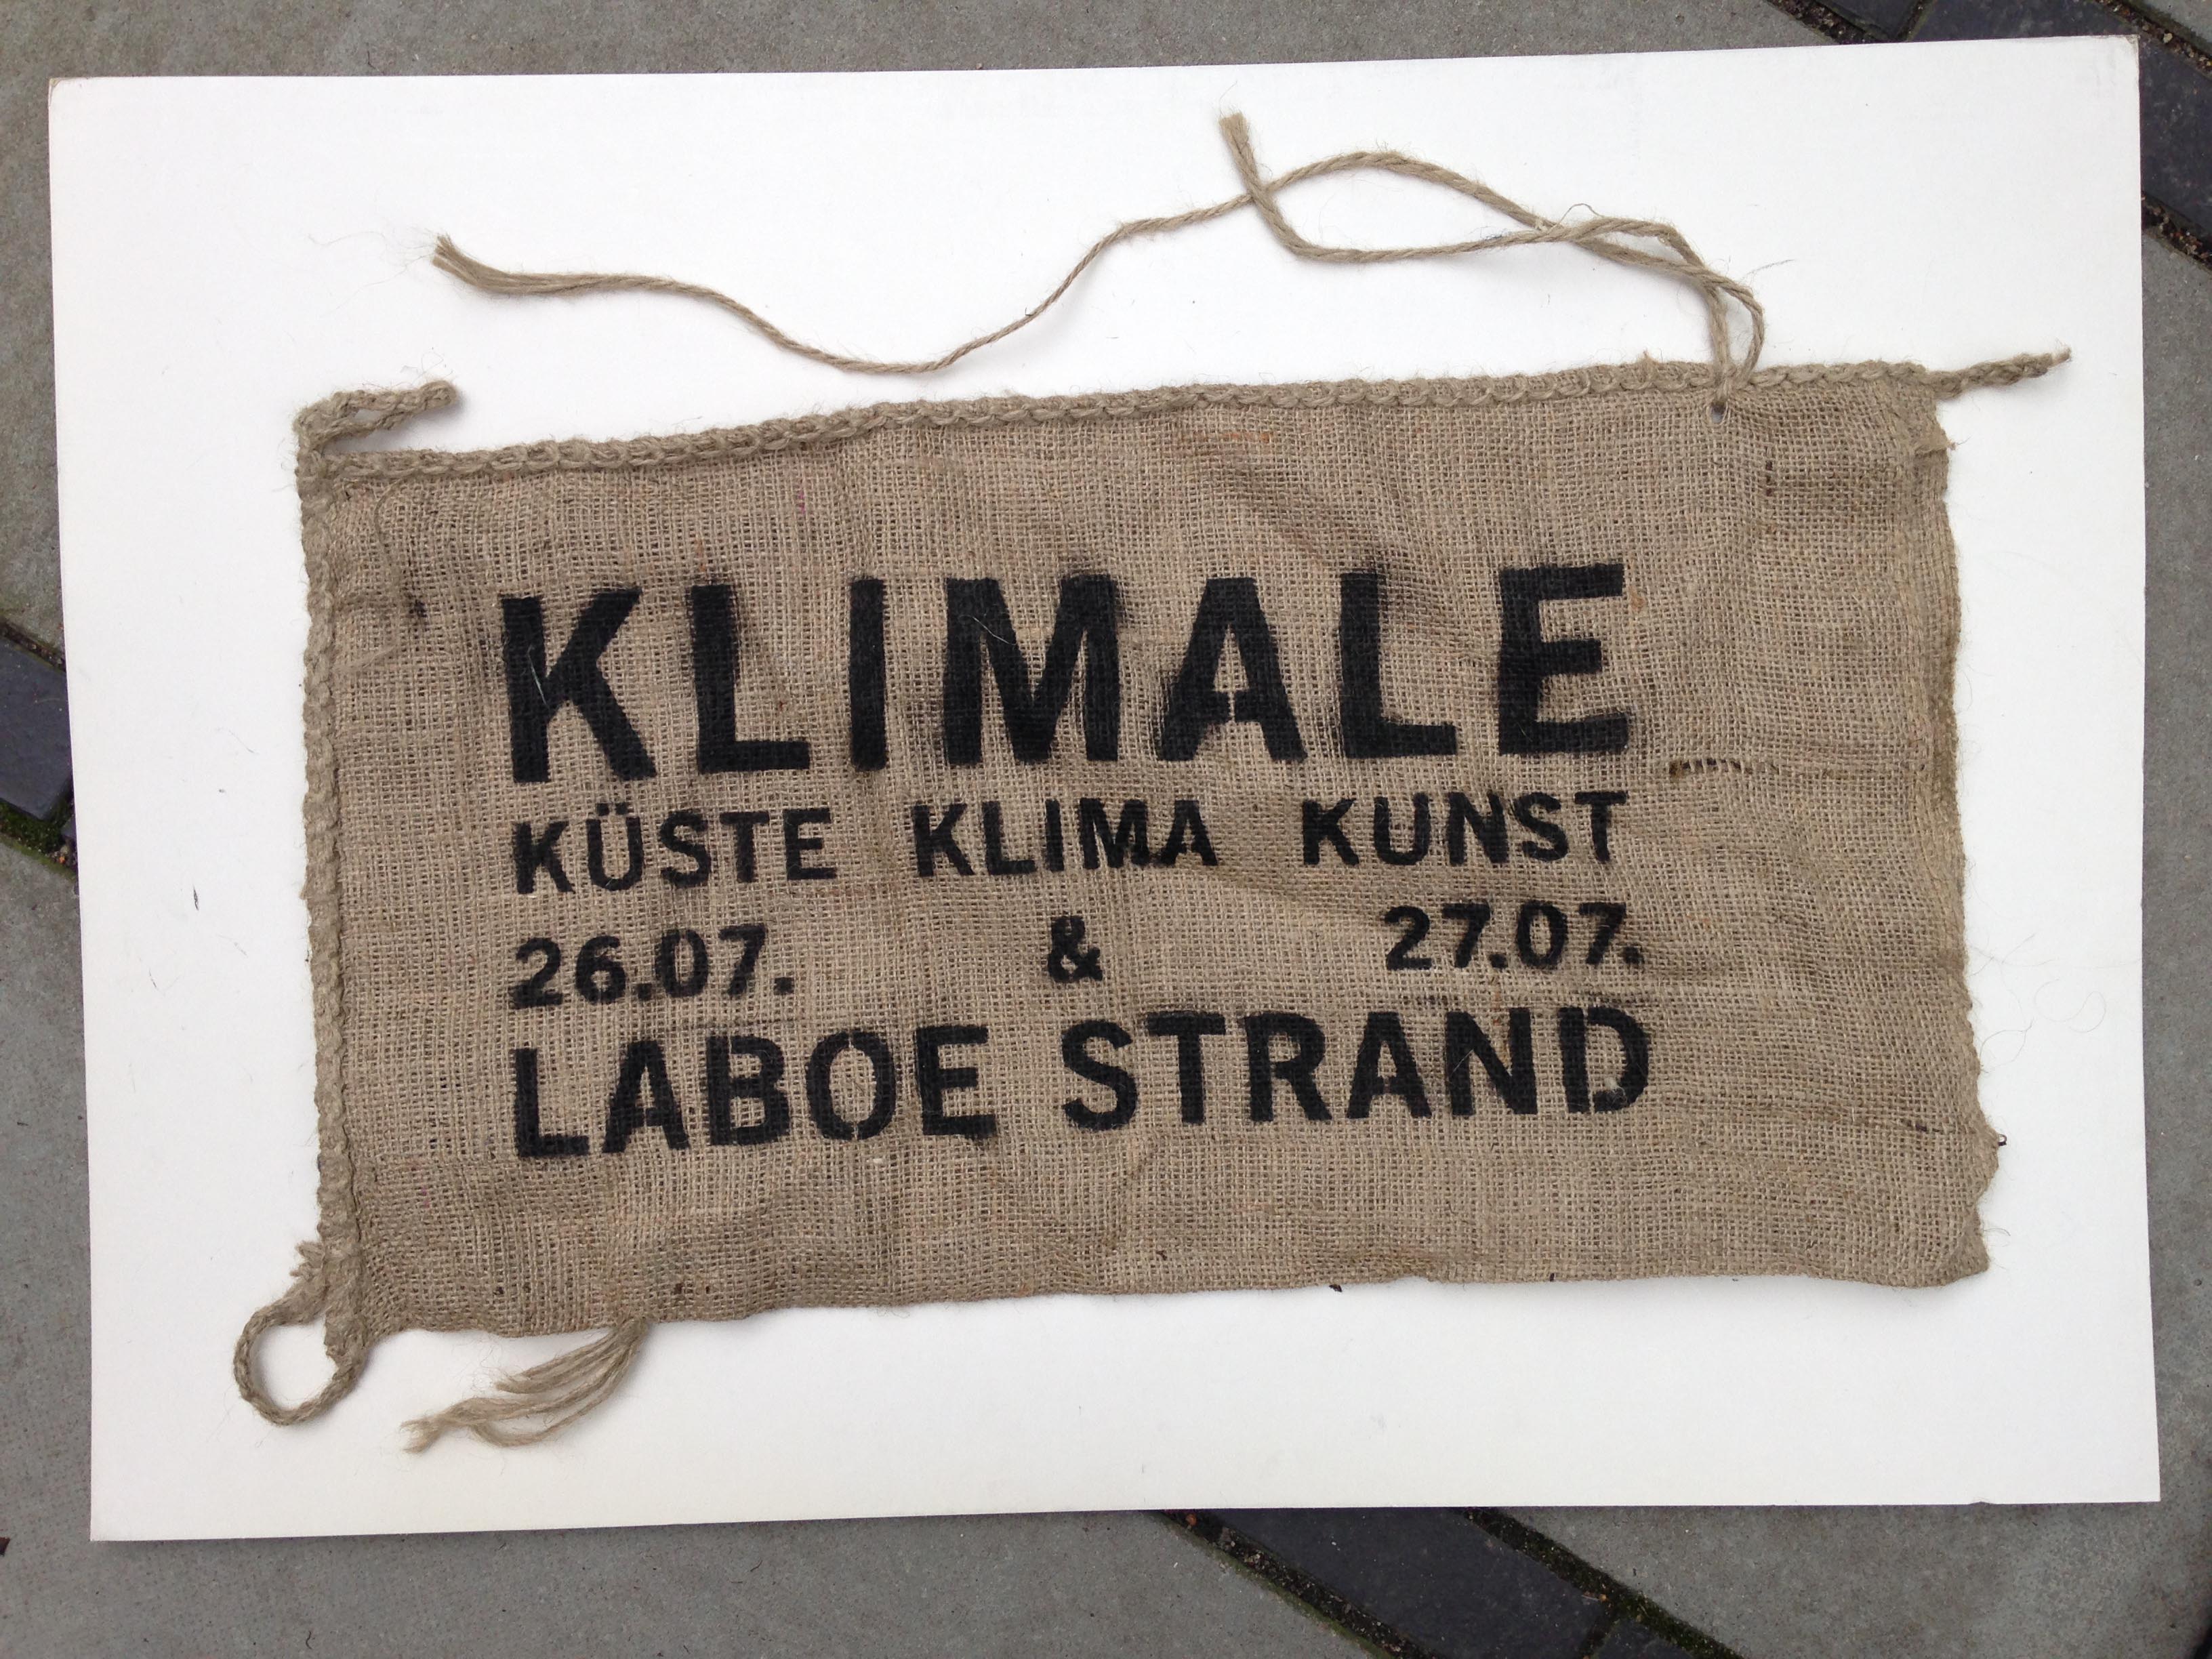 KLIMALE
KÜSTE KLIMA KUNST
26.07. & 27.07.
LABOE STRAND